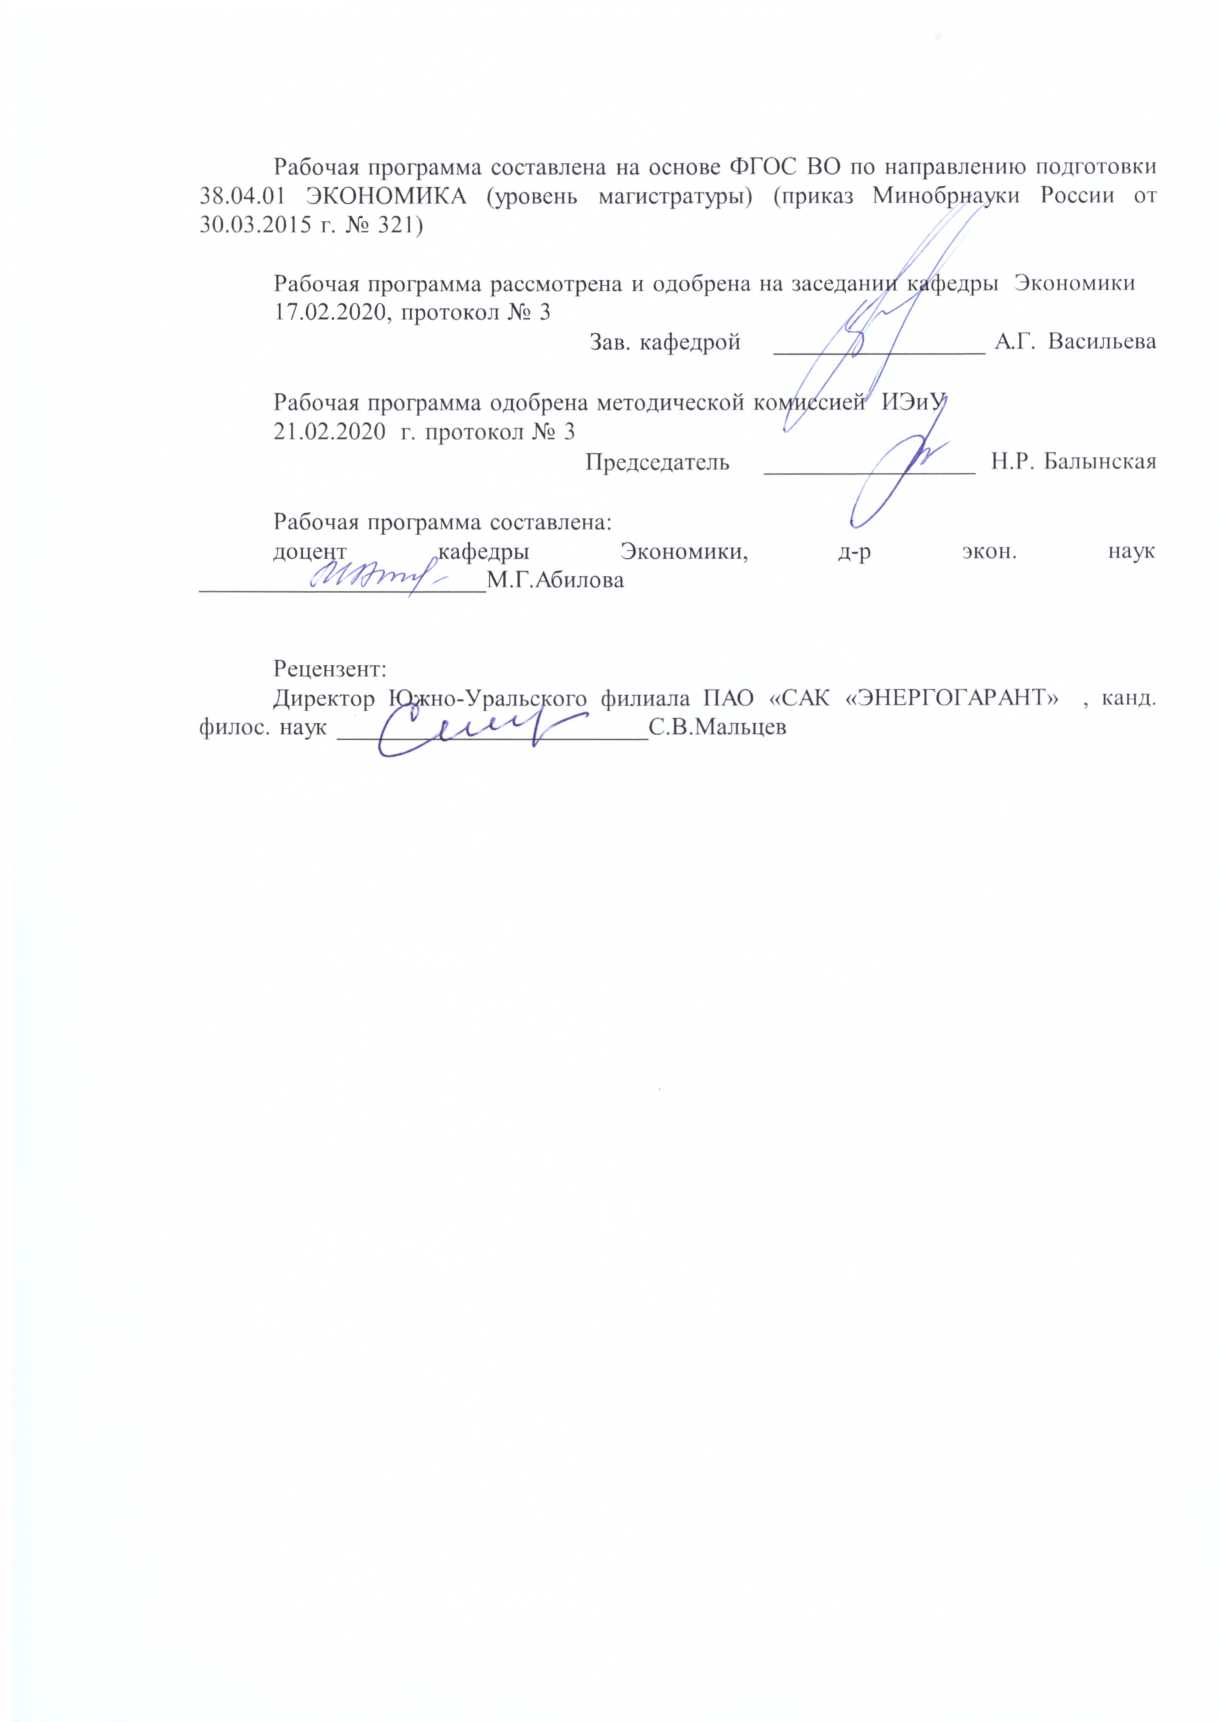 Рабочая программа составлена на основе ФГОС ВО по направлению подготовки
38.04.01 ЭКОНОМИКА (уровень магистратуры) (приказ Минобрнауки России от
30.03.2015 г. № 321)
Рабочая программа рассмотрена и одобрена на заседании кафедры Экономики
17.02.2020, протокол № 3
Зав. кафедрой _________________ А.Г. Васильева
Рабочая программа одобрена методической комиссией ИЭиУ
21.02.2020 г. протокол № 3
Председатель _________________ Н.Р. Балынская
Рабочая программа составлена:
доцент кафедры Экономики, д-р экон. наук
_______________________М.Г.Абилова
Рецензент:
Директор Южно-Уральского филиала ПАО «САК «ЭНЕРГОГАРАНТ» , канд.
филос. наук _________________________С.В.Мальцев